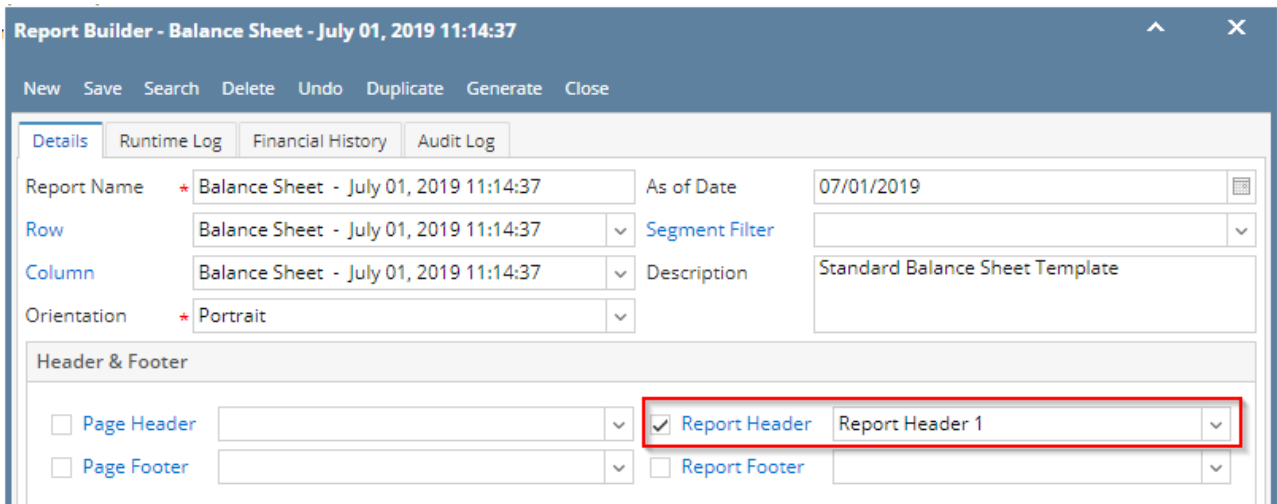 Report Builder - Balance Sheet - July 01, 2019 11:14:37
New Save Search Delete Undo Duplicate Generate Close
Details Runtime Log Financial History Audit Log
Report Name * Balance Sheet - July 01, 2019 11:14:37 As of Date 07/01/2019
Row Balance Sheet - July 01, 2019 11:14:37 Segment Filter
Column Balance Sheet - July 01, 2019 11:14:37 Description Standard Balance Sheet Template
Orientation * Portrait
Header & Footer
Page Header Report Header Report Header 1
Page Footer Report Footer